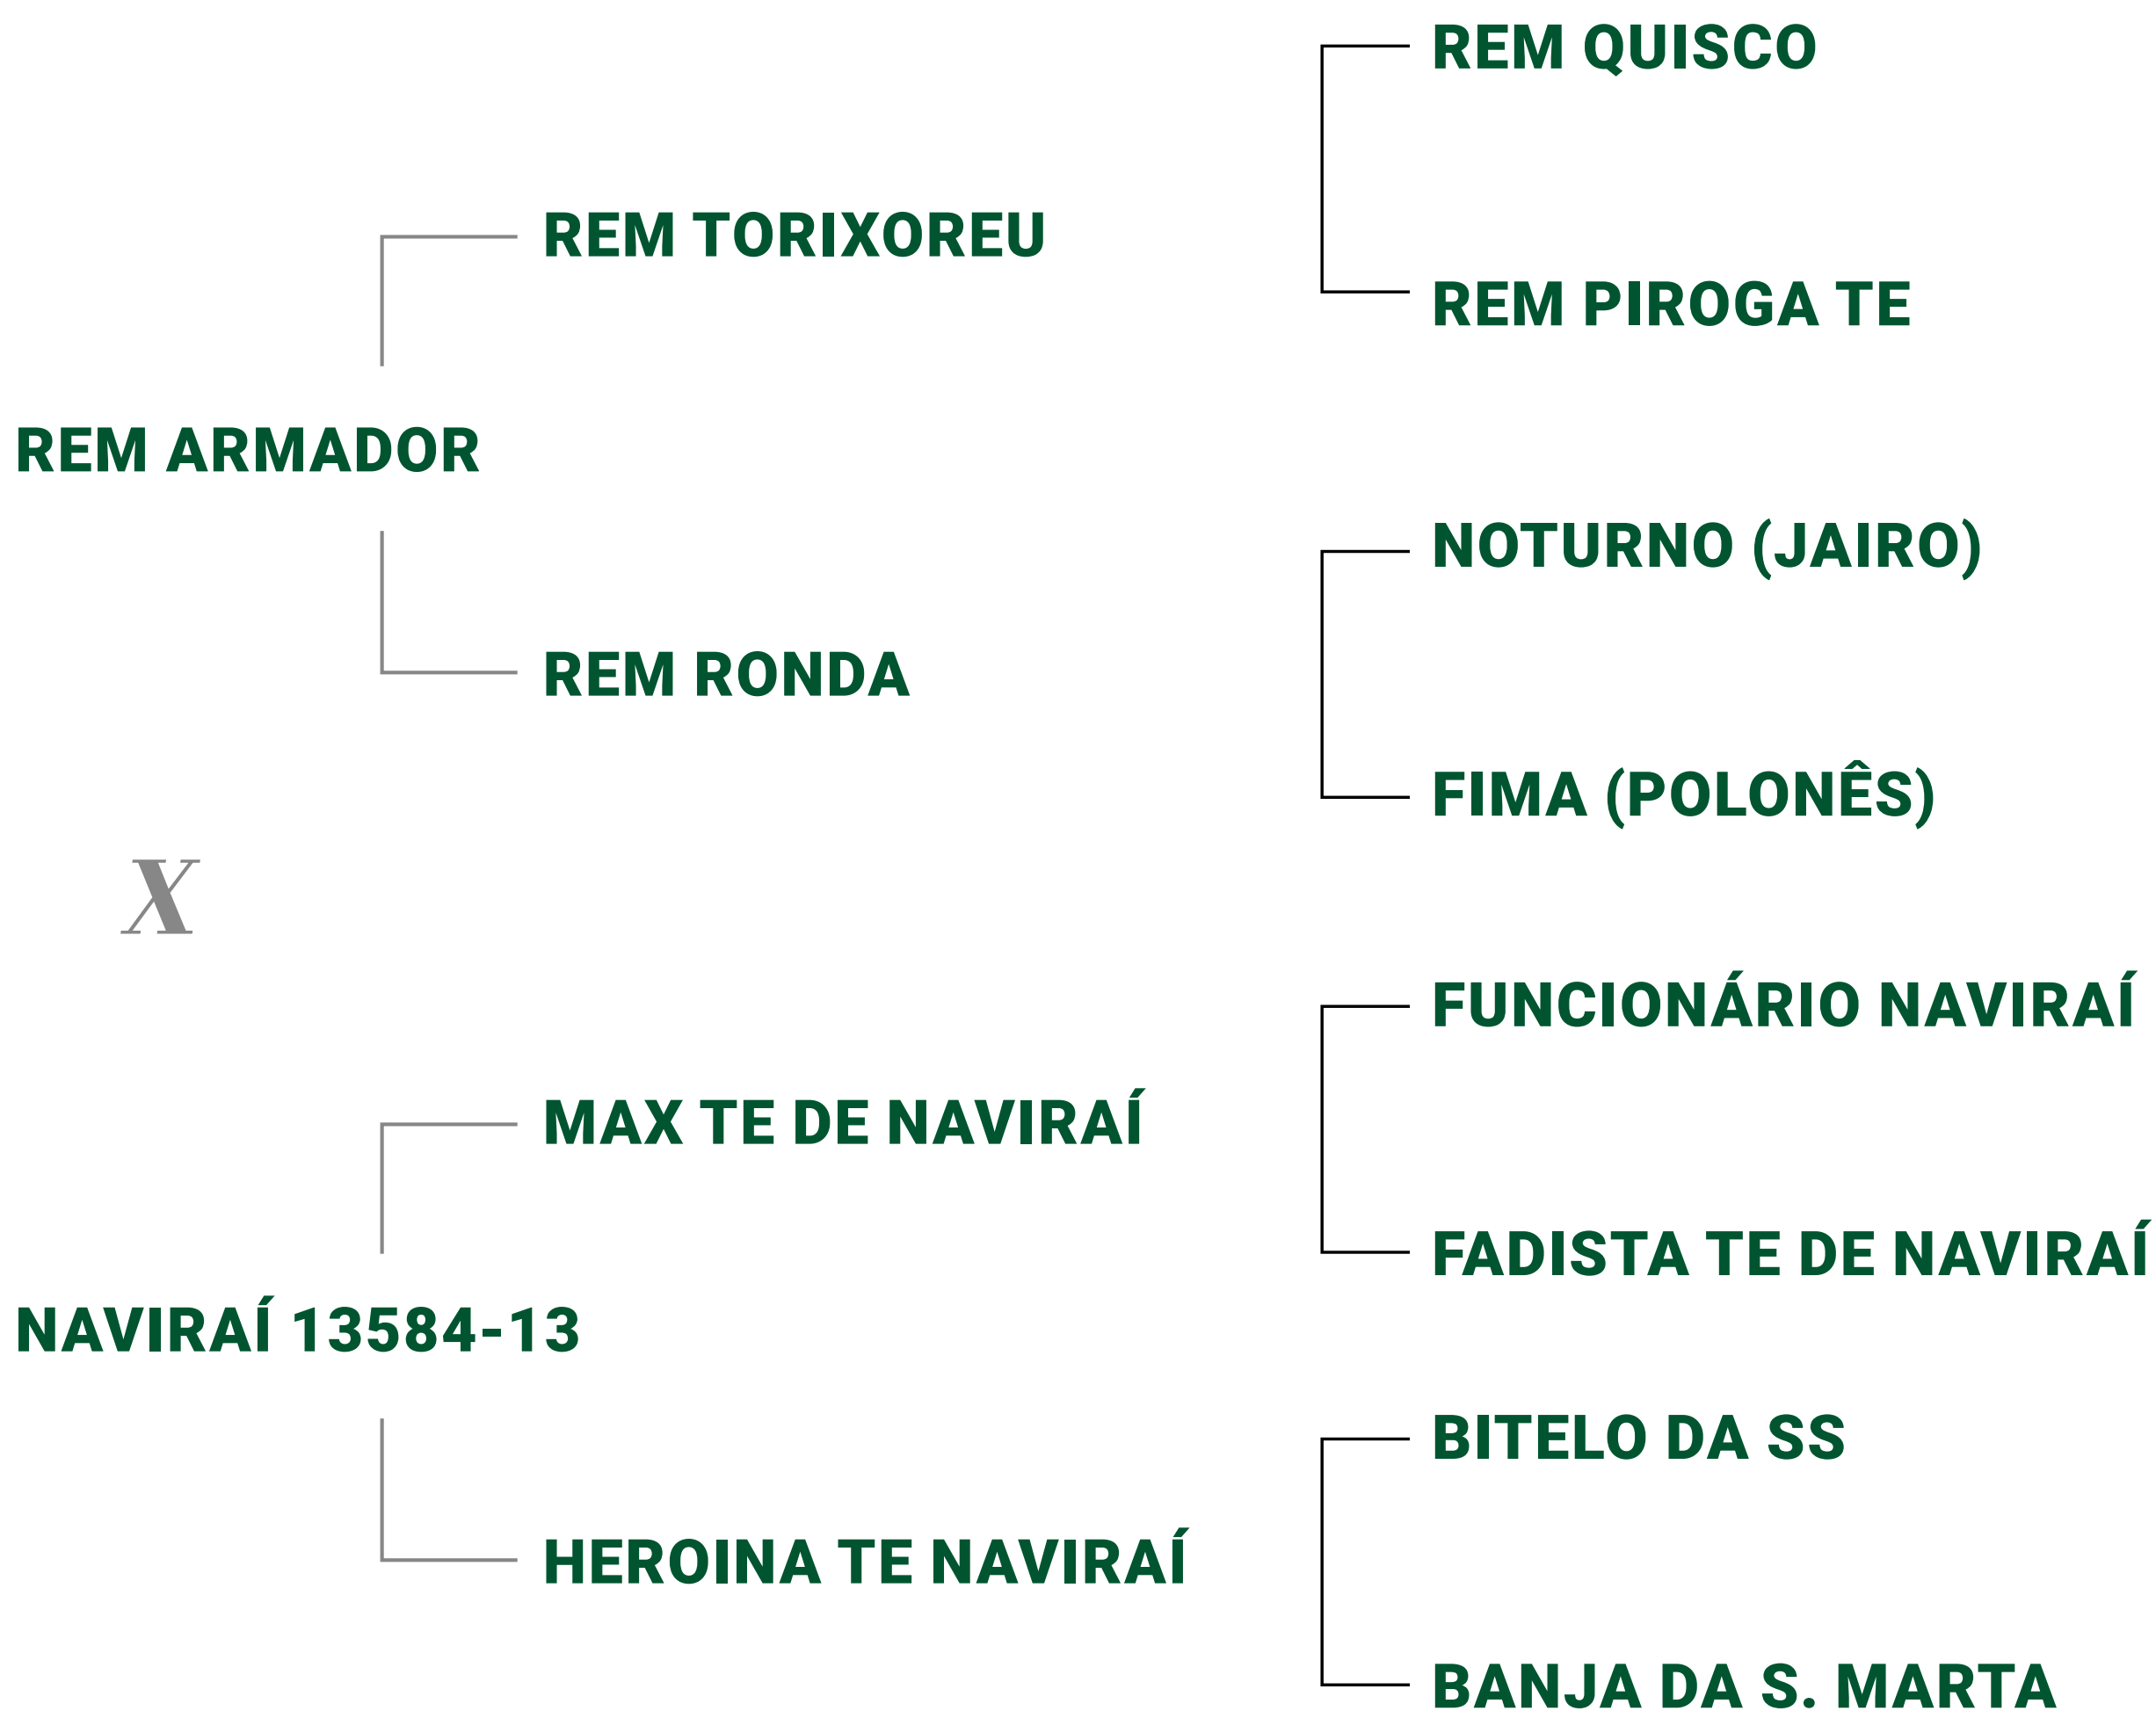 REM QUISCO
REM TORIXOREU
REM PIROGA TE
REM ARMADOR
NOTURNO (JAIRO)
REM RONDA
FIMA (POLONÊS)
X
FUNCIONÁRIO NAVIRAÍ
MAX TE DE NAVIRAÍ
FADISTA TE DE NAVIRAÍ
NAVIRAÍ 13584-13
BITELO DA SS
HEROINA TE NAVIRAÍ
BANJA DA S. MARTA